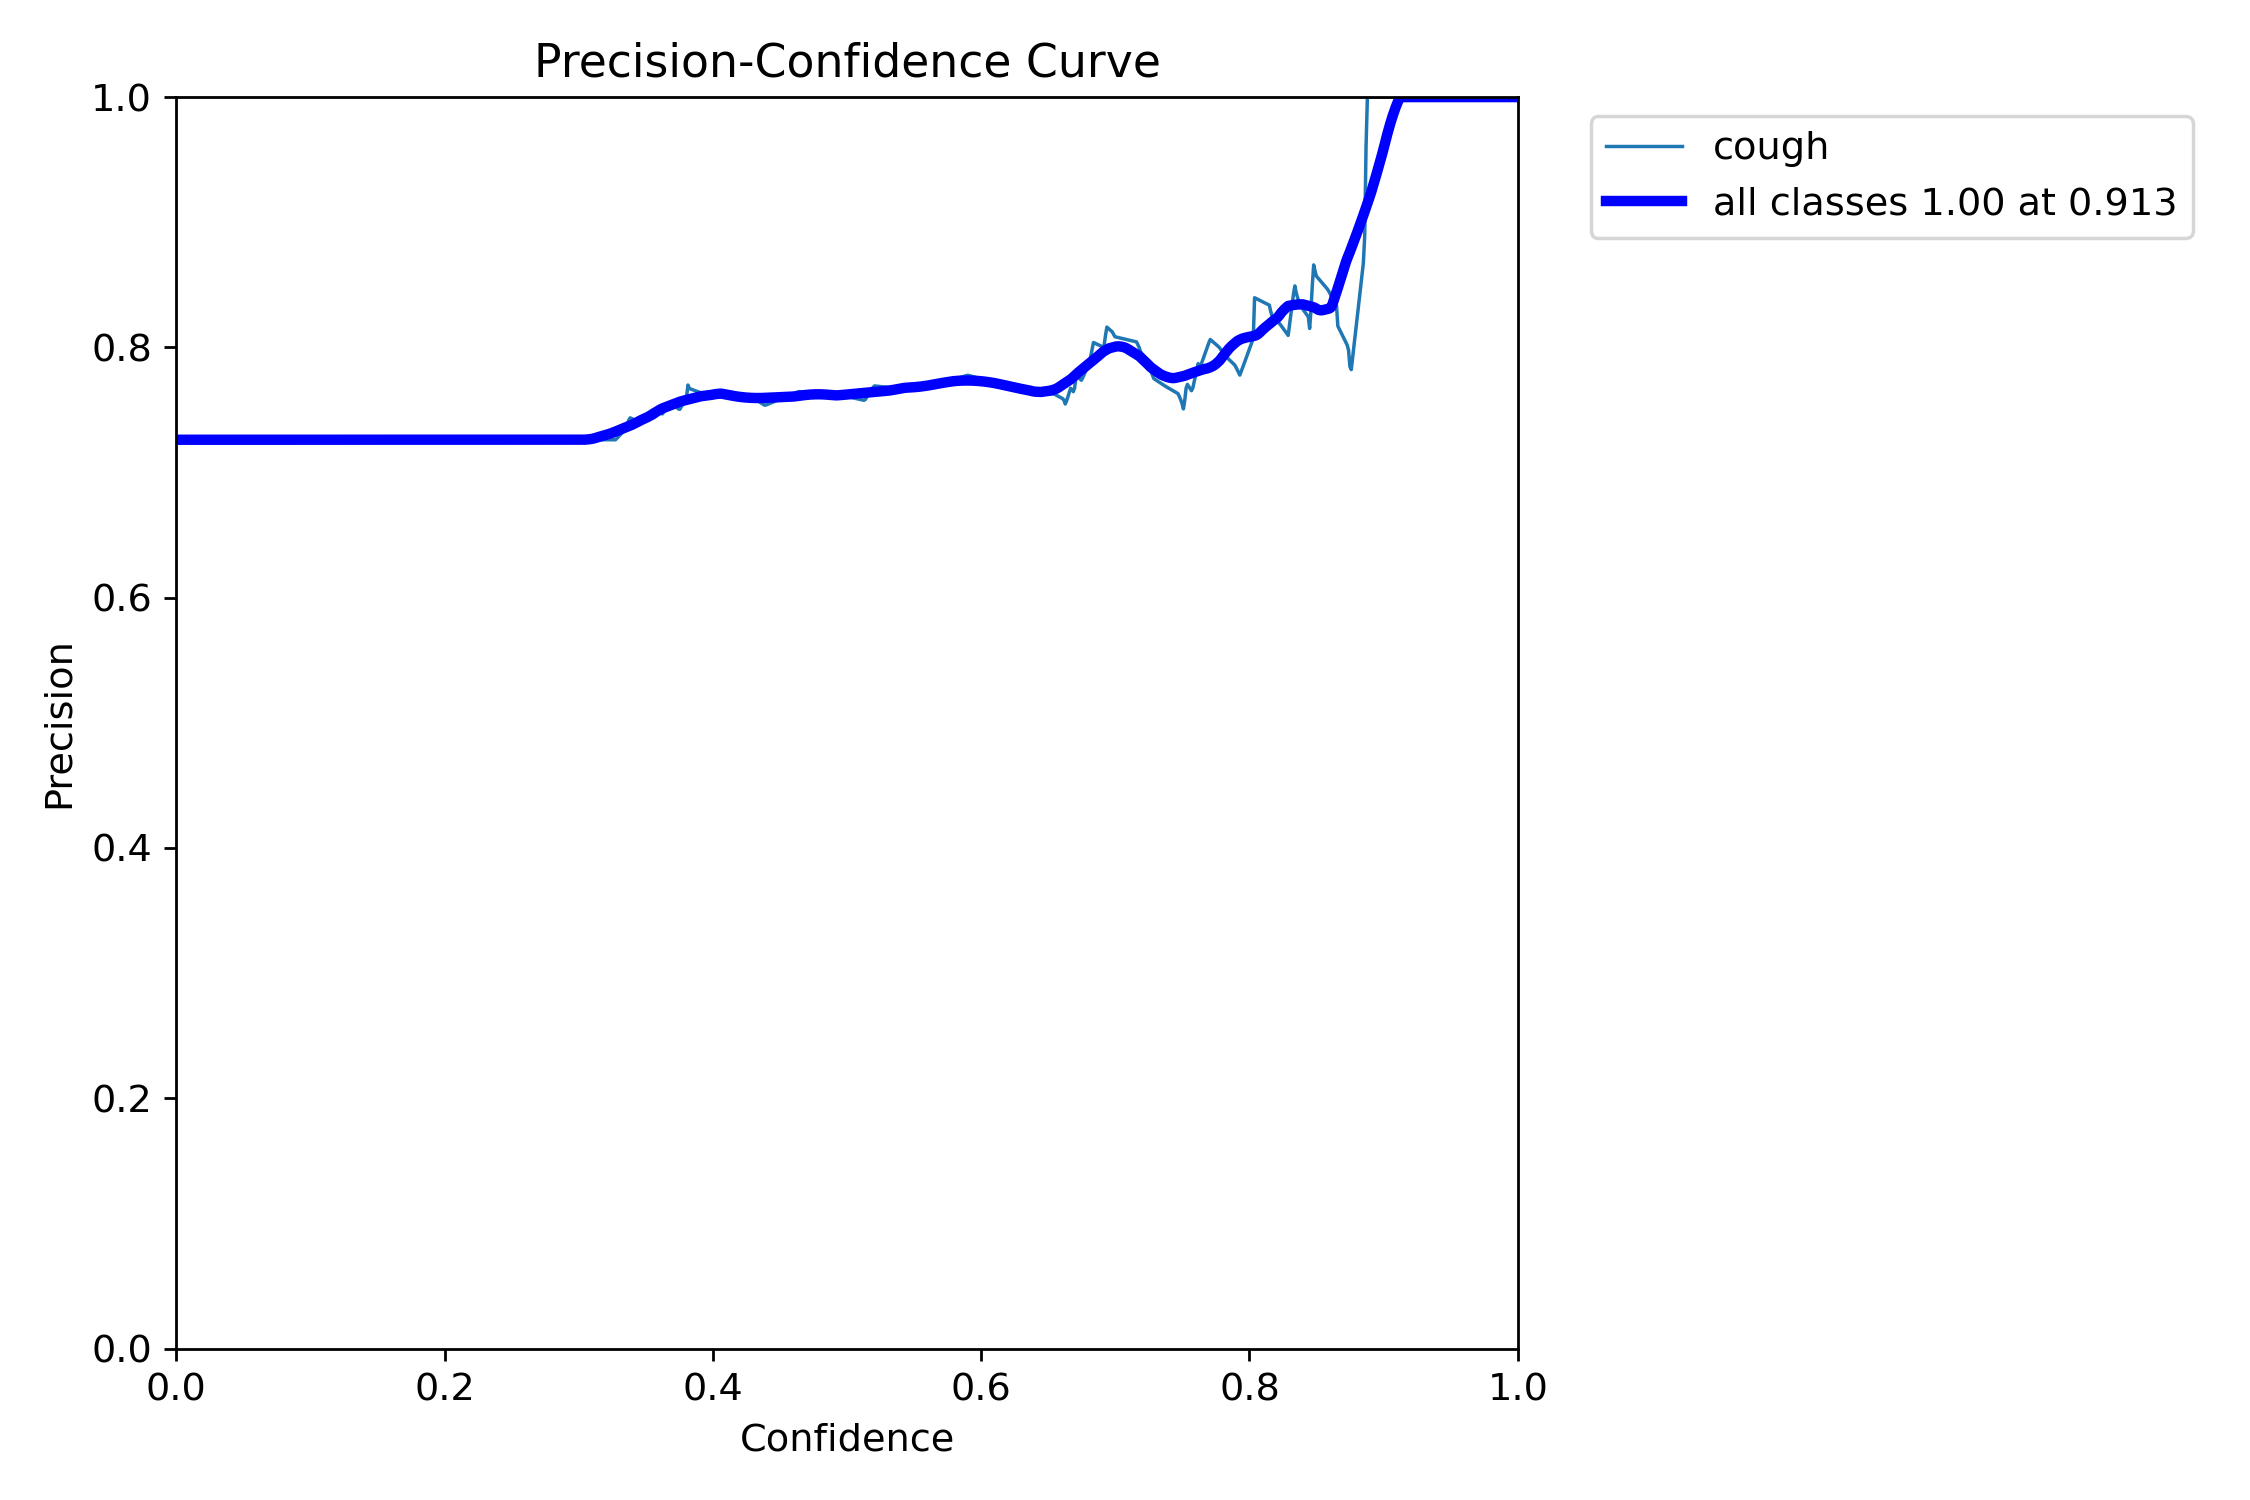 Precision-Confidence Curve
1.0
0.8
0.6
0.4
0.2
0.0
Precision
0.0 0.2 0.4 0.6 0.8 1.0
Confidence
cough
all classes 1.00 at 0.913